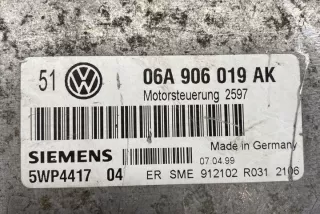 51 06A 906 019 AK
Motorsteuerung 2597
SIEMENS Made in Germany
07.04.99
5WP4417 04 ER SME 912102 R031 2106